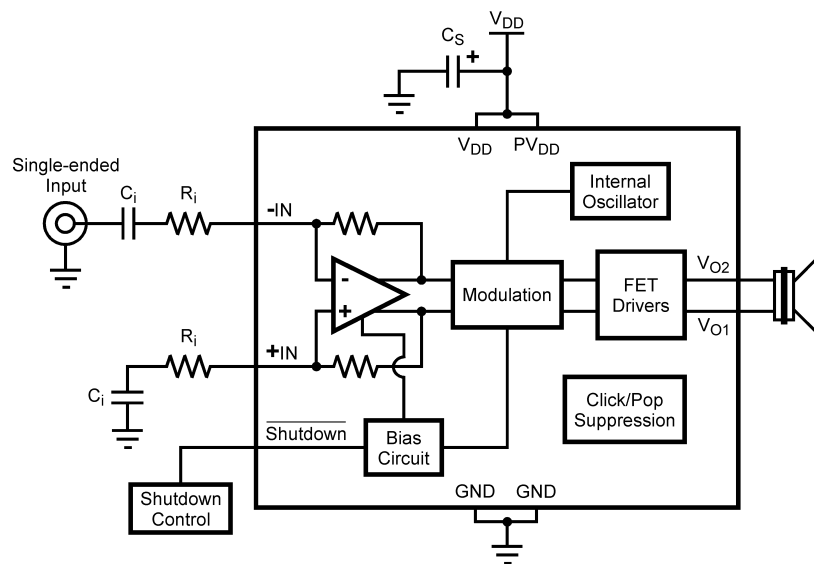 V_DD
C_S
+
V_DD PV_DD
Single-ended
Input
C_i
R_i
-IN
Internal
Oscillator
-
+
Modulation
FET
Drivers
V_O2
V_O1
R_i
+IN
C_i
Shutdown
Bias
Circuit
Click/Pop
Suppression
Shutdown
Control
GND GND